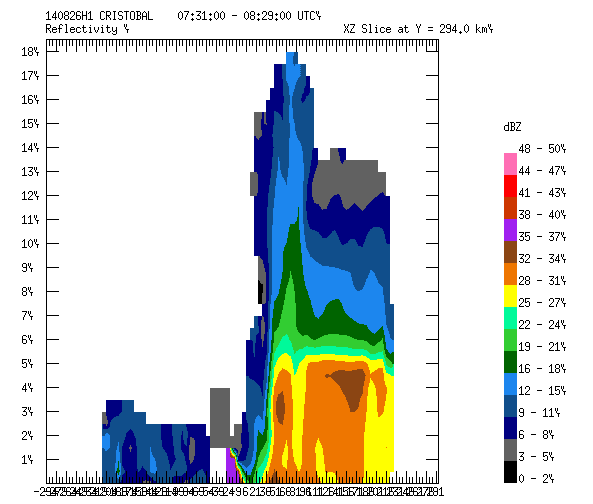 140826H1 CRISTOBAL 07:31:00 - 08:29:00 UTC%
Reflectivity % XZ Slice at Y = 294.0 km%
18%
17%
16%
15%
14%
13%
12%
11%
10%
9%
8%
7%
6%
5%
4%
3%
2%
1%
dBZ
48 - 50%
44 - 47%
41 - 43%
38 - 40%
35 - 37%
32 - 34%
28 - 31%
25 - 27%
22 - 24%
19 - 21%
16 - 18%
12 - 15%
9 - 11%
6 - 8%
3 - 5%
0 - 2%